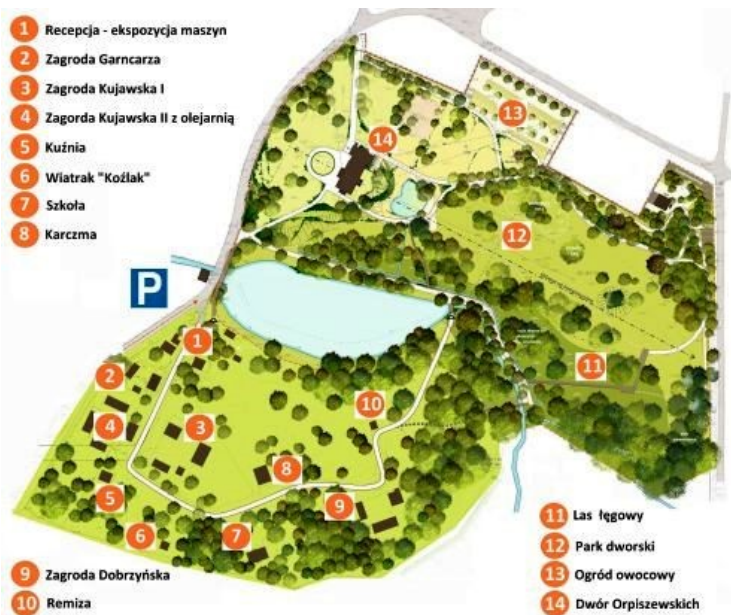 1 Recepcja - ekspozycja maszyn
2 Zagroda Garncarza
3 Zagroda Kujawska I
4 Zagorda Kujawska II z olejarnią
5 Kuźnia
6 Wiatrak "Koźlak"
7 Szkoła
8 Karczma
14
13
12
P
1
2
11
10
4
3
8
5
9
6
7
11 Las łęgowy
12 Park dworski
13 Ogród owocowy
14 Dwór Orpiszewskich
9 Zagroda Dobrzyńska
10 Remiza